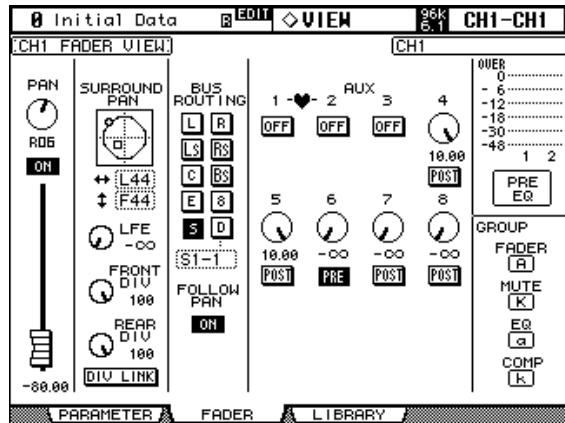 0 Initial Data R EDIT ◇VIEW 96k 6.1 CH1-CH1
CH1 FADER VIEW CH1
PAN
R06
ON
-80.00
SURROUND
PAN
↔ L44
↕ F44
LFE
-∞
FRONT
DIV
100
REAR
DIV
100
DIV LINK
BUS
ROUTING
L R
LS RS
C BS
E 8
S D
S1-1
FOLLOW
PAN
ON
AUX
1 -♥- 2 3 4
OFF OFF OFF
10.00
POST
5 6 7 8
10.00 -∞ -∞ -∞
POST PRE POST POST
OVER
0
- 6
-12
-18
-30
-48
1 2
PRE
EQ
GROUP
FADER
A
MUTE
K
EQ
a
COMP
k
PARAMETER FADER LIBRARY